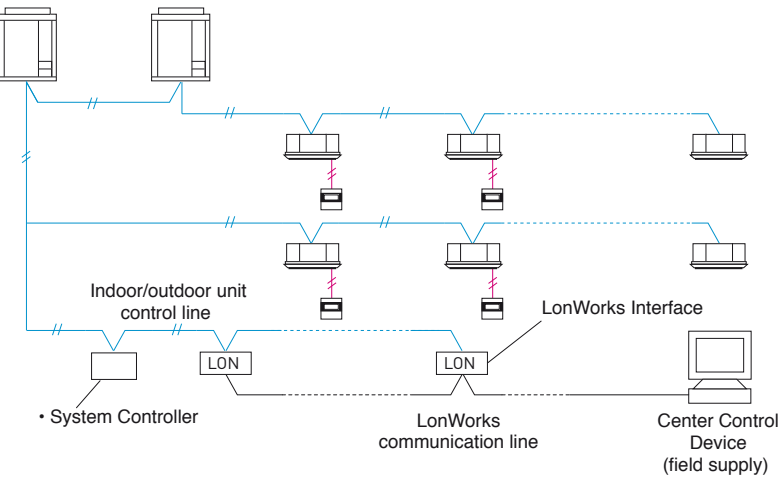 Indoor/outdoor unit
control line
LonWorks Interface
LON
LON
• System Controller
LonWorks
communication line
Center Control
Device
(field supply)